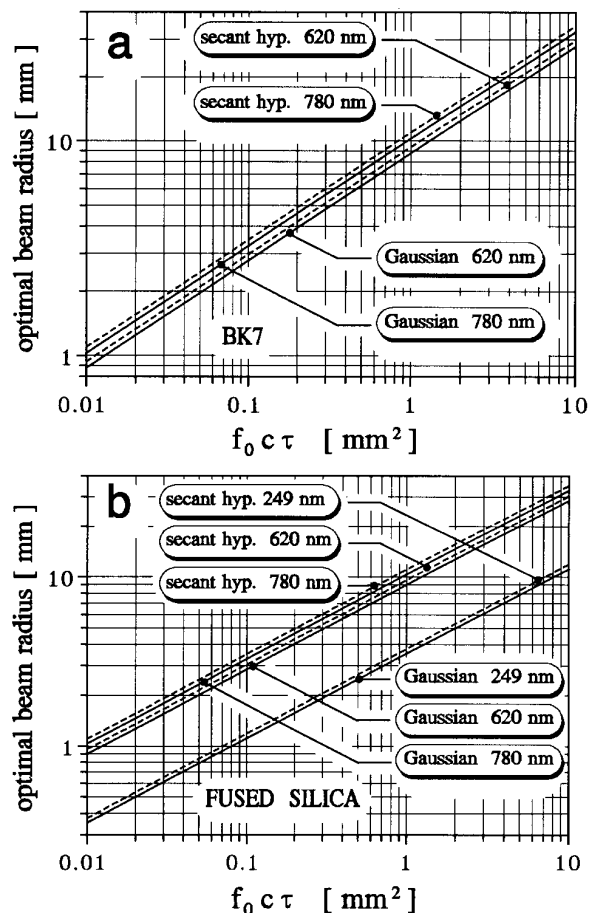 a
secant hyp. 620 nm
secant hyp. 780 nm
10
1
optimal beam radius [ mm ]
Gaussian 620 nm
Gaussian 780 nm
BK7
0.01 0.1 1 10
f₀ c τ [ mm² ]
b
secant hyp. 249 nm
secant hyp. 620 nm
secant hyp. 780 nm
10
1
optimal beam radius [ mm ]
Gaussian 249 nm
Gaussian 620 nm
Gaussian 780 nm
FUSED SILICA
0.01 0.1 1 10
f₀ c τ [ mm² ]